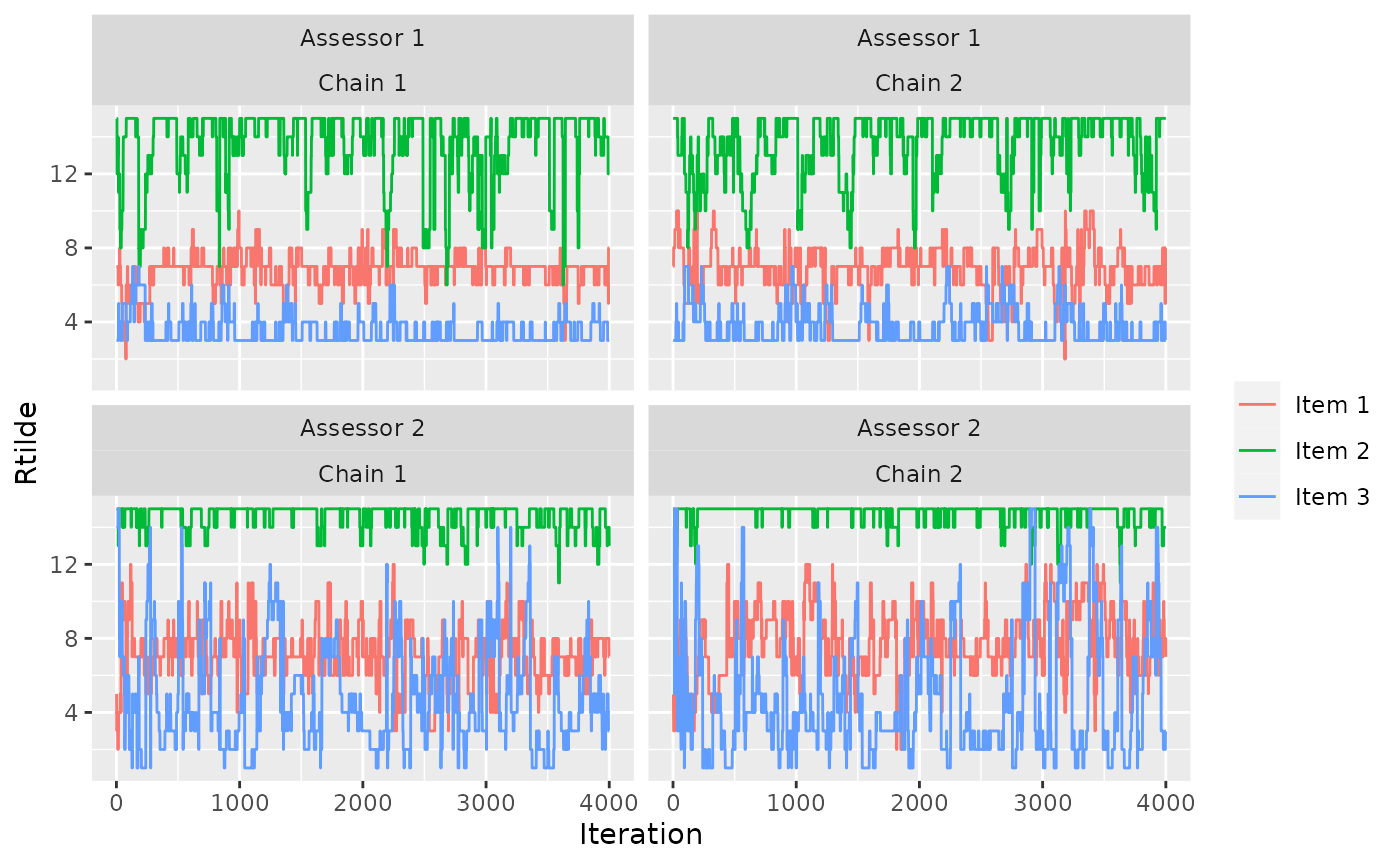 Assessor 1
Assessor 1
Chain 1
Chain 2
12
8
4
Rtilde
Assessor 2
Assessor 2
Chain 1
Chain 2
12
8
4
0
1000
2000
3000
4000
0
1000
2000
3000
4000
Iteration
Item 1
Item 2
Item 3